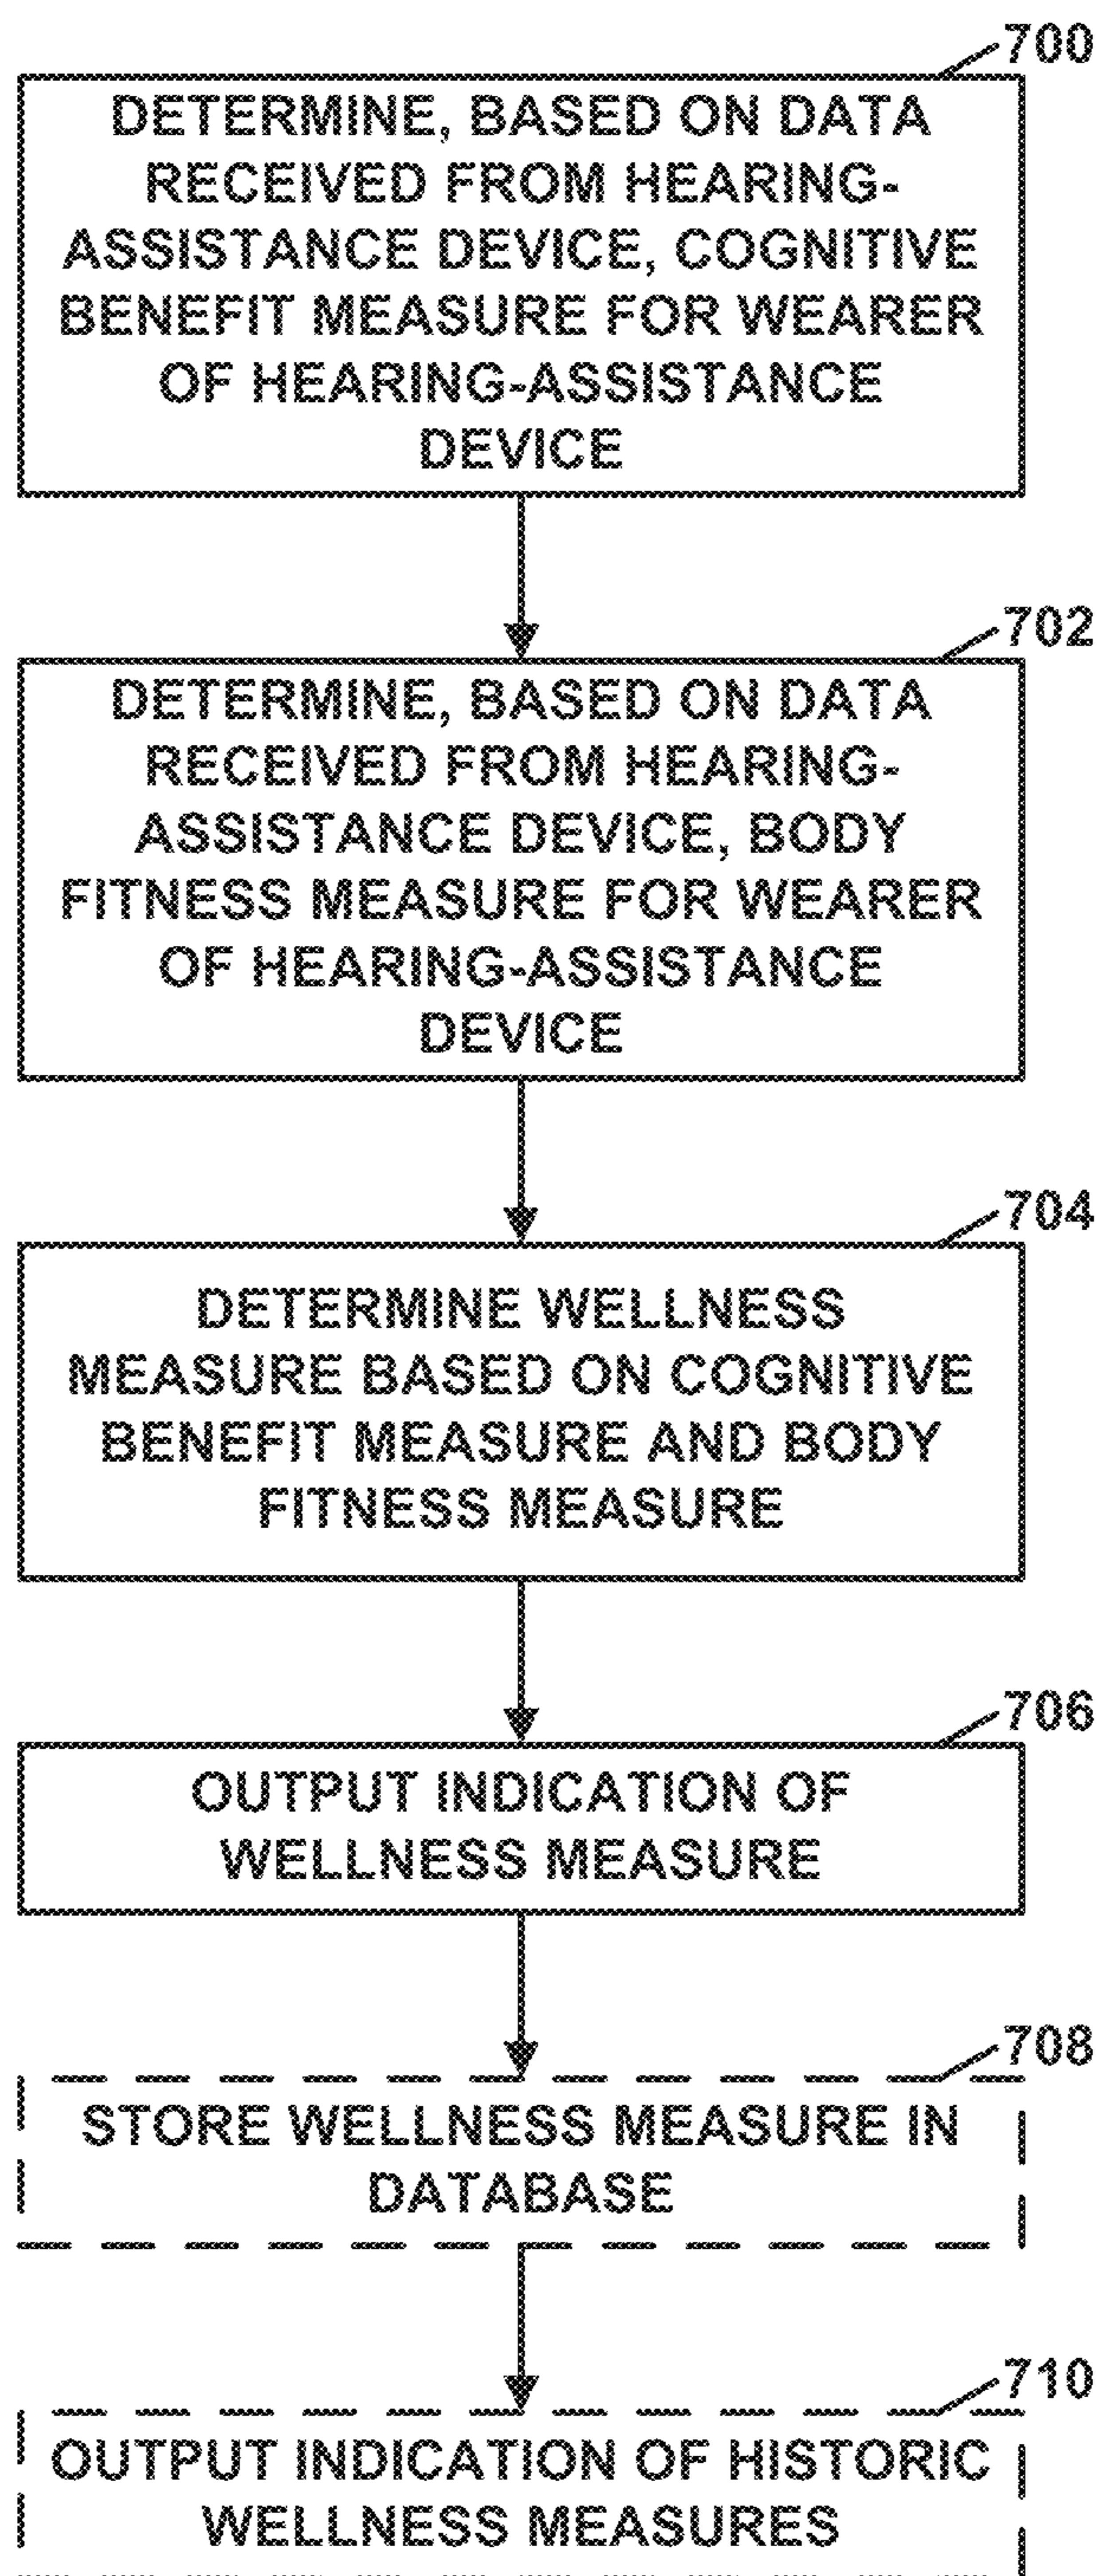 700
DETERMINE, BASED ON DATA
RECEIVED FROM HEARING-
ASSISTANCE DEVICE, COGNITIVE
BENEFIT MEASURE FOR WEARER
OF HEARING-ASSISTANCE
DEVICE
702
DETERMINE, BASED ON DATA
RECEIVED FROM HEARING-
ASSISTANCE DEVICE, BODY
FITNESS MEASURE FOR WEARER
OF HEARING-ASSISTANCE
DEVICE
704
DETERMINE WELLNESS
MEASURE BASED ON COGNITIVE
BENEFIT MEASURE AND BODY
FITNESS MEASURE
706
OUTPUT INDICATION OF
WELLNESS MEASURE
708
STORE WELLNESS MEASURE IN
DATABASE
710
OUTPUT INDICATION OF HISTORIC
WELLNESS MEASURES